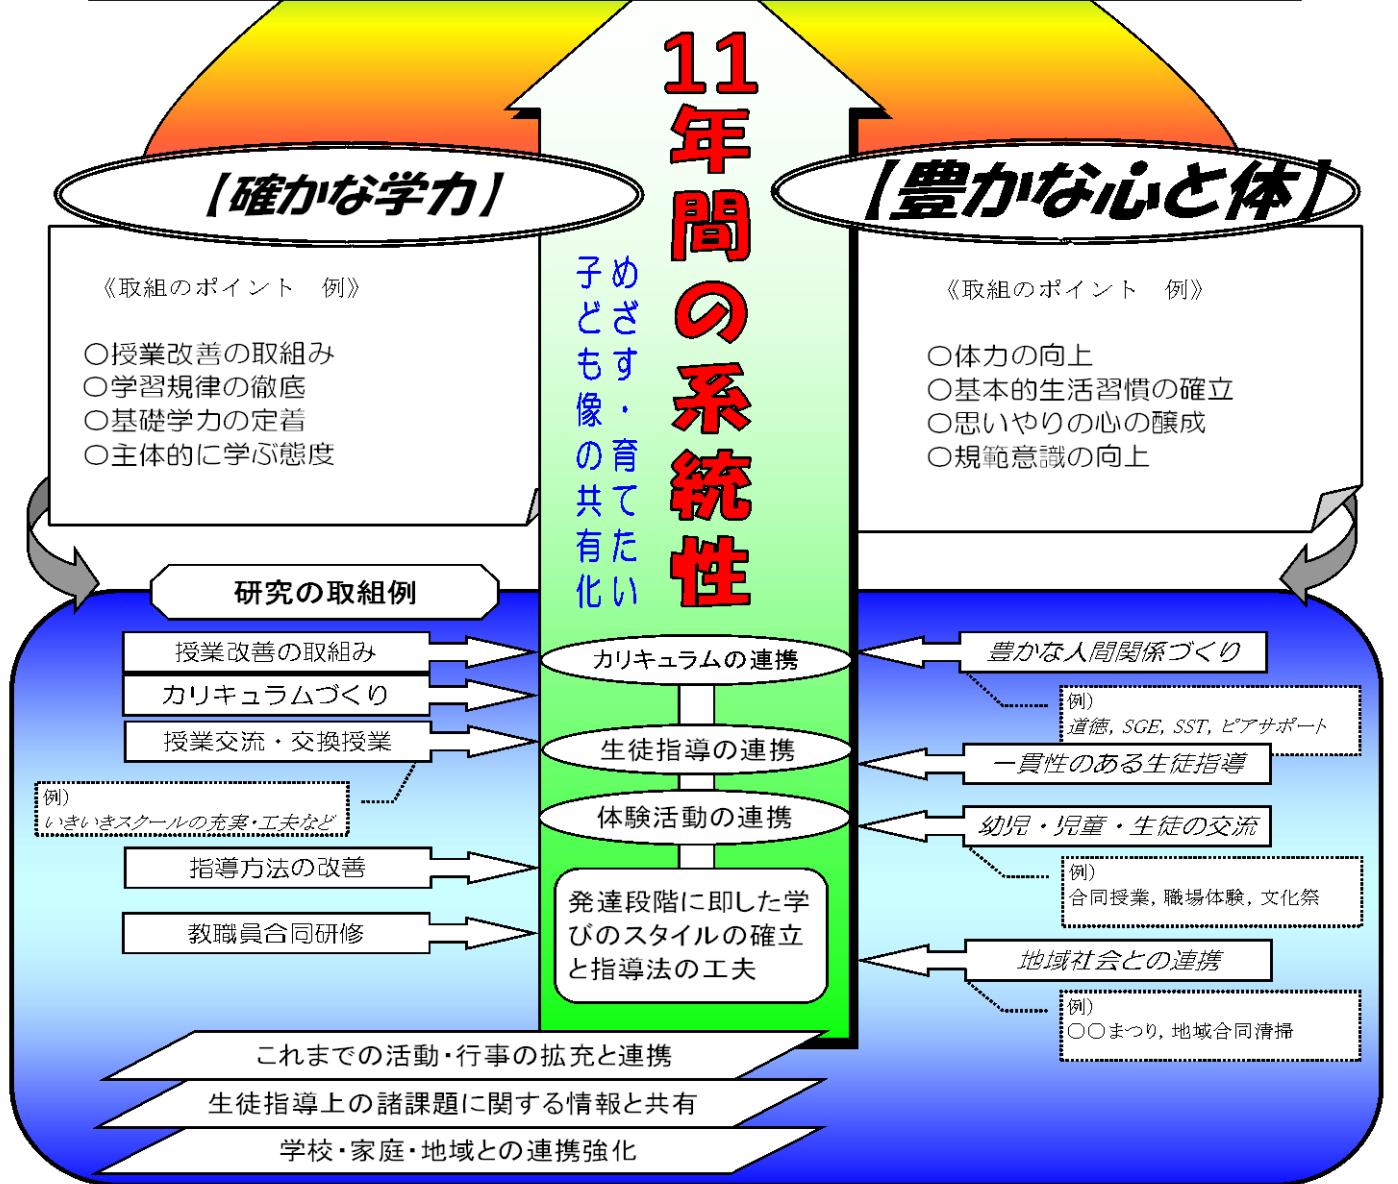 11年間の系統性
めざす・育てたい
子ども像の共有化
【確かな学力】
《取組のポイント　例》
○授業改善の取組み
○学習規律の徹底
○基礎学力の定着
○主体的に学ぶ態度
【豊かな心と体】
《取組のポイント　例》
○体力の向上
○基本的生活習慣の確立
○思いやりの心の醸成
○規範意識の向上
研究の取組例
授業改善の取組み
カリキュラムづくり
授業交流・交換授業
例）
いきいきスクールの充実・工夫など
指導方法の改善
教職員合同研修
カリキュラムの連携
生徒指導の連携
体験活動の連携
発達段階に即した学
びのスタイルの確立
と指導法の工夫
豊かな人間関係づくり
例）
道徳, SGE, SST, ピアサポート
一貫性のある生徒指導
幼児・児童・生徒の交流
例）
合同授業, 職場体験, 文化祭
地域社会との連携
例）
○○まつり, 地域合同清掃
これまでの活動・行事の拡充と連携
生徒指導上の諸課題に関する情報と共有
学校・家庭・地域との連携強化